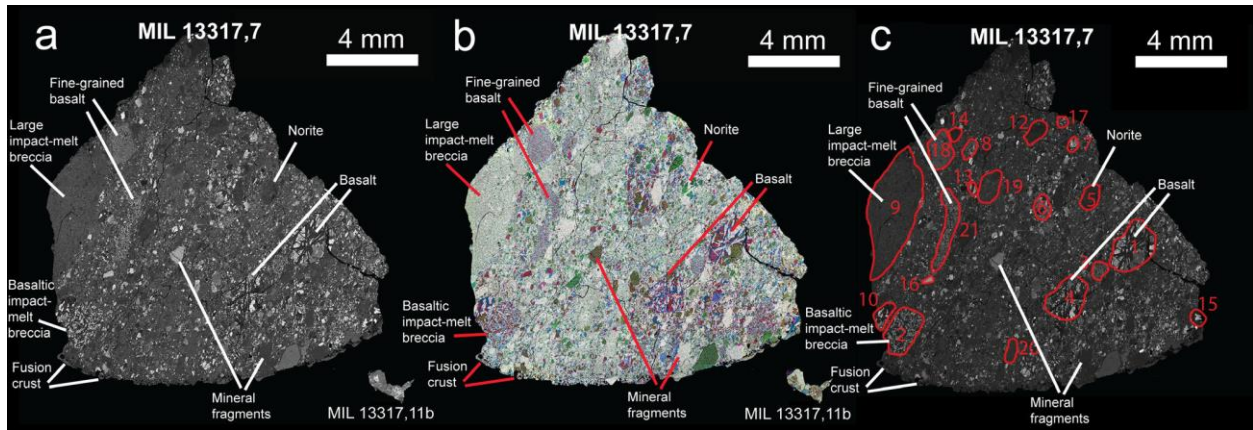 a
MIL 13317,7
4 mm
Fine-grained
basalt
Large
impact-melt
breccia
Norite
Basalt
Basaltic
impact-
melt
breccia
Fusion
crust
Mineral
fragments
MIL 13317,11b
b
MIL 13317,7
4 mm
Fine-grained
basalt
Large
impact-melt
breccia
Norite
Basalt
Basaltic
impact-melt
breccia
Fusion
crust
Mineral
fragments
MIL 13317,11b
c
MIL 13317,7
4 mm
Fine-grained
basalt
Large
impact-melt
breccia
Norite
Basalt
Basaltic
impact-melt
breccia
Fusion
crust
Mineral
fragments
14
18
8
12
17
7
13
19
5
9
21
1
4
16
10
2
15
20